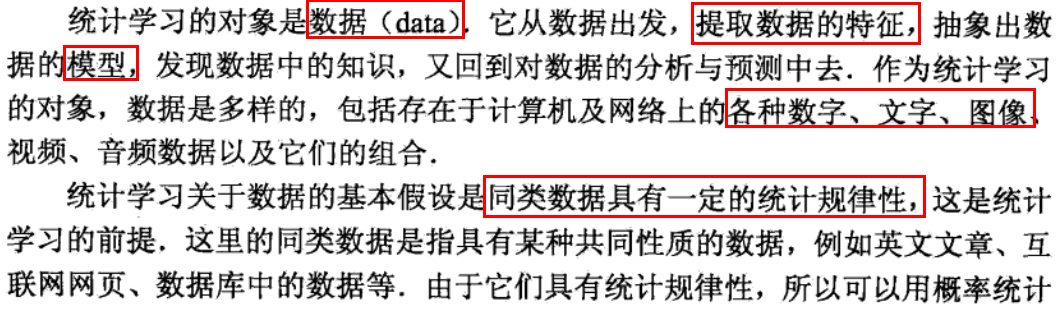 统计学习的对象是数据（data）．它从数据出发，提取数据的特征，抽象出数
据的模型，发现数据中的知识，又回到对数据的分析与预测中去．作为统计学习
的对象，数据是多样的，包括存在于计算机及网络上的各种数字、文字、图像、
视频、音频数据以及它们的组合．
统计学习关于数据的基本假设是同类数据具有一定的统计规律性，这是统计
学习的前提．这里的同类数据是指具有某种共同性质的数据，例如英文文章、互
联网网页、数据库中的数据等．由于它们具有统计规律性，所以可以用概率统计